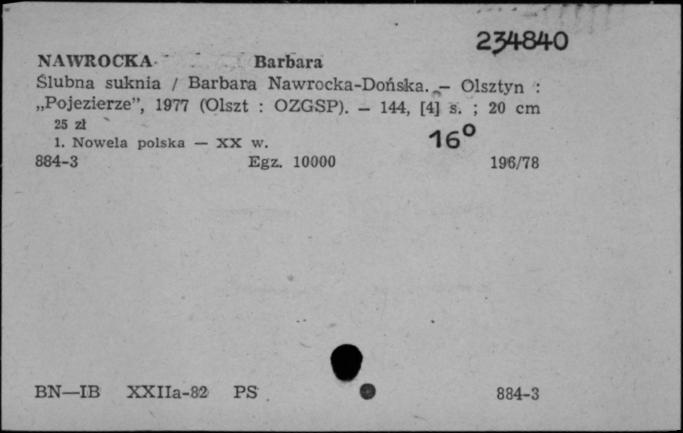 234840
NAWROCKA Barbara
Ślubna suknia / Barbara Nawrocka-Dońska. — Olsztyn :
„Pojezierze”, 1977 (Olszt : OZGSP). — 144, [4] s. ; 20 cm
25 zł
1. Nowela polska — XX w.
16°
884-3 Egz. 10000 196/78
BN—IB XXIIa-82 PS 884-3